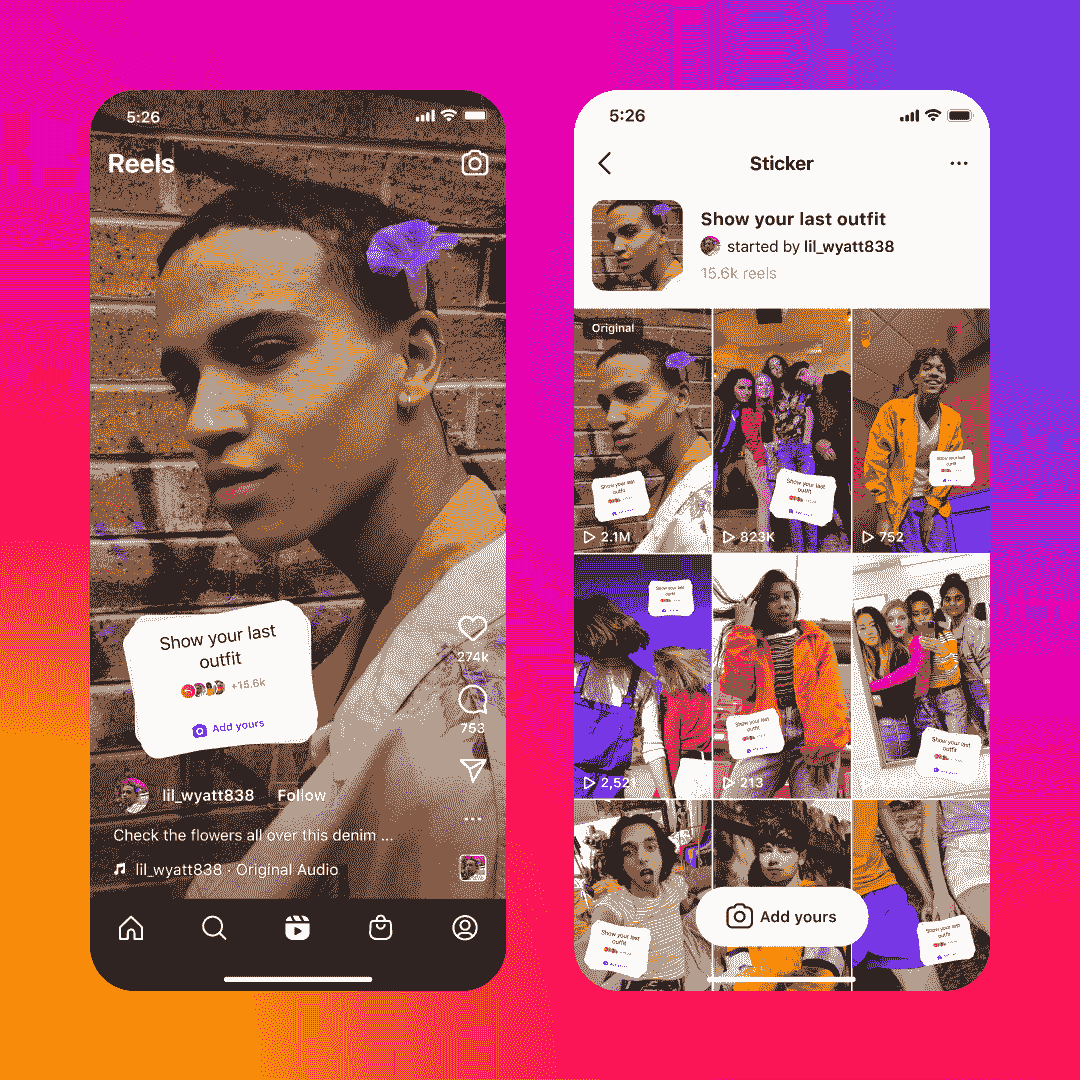 5:26
Reels
Show your last
outfit
+15.6k
Add yours
274k
753
lil_wyatt838 Follow
Check the flowers all over this denim ...
lil_wyatt838 · Original Audio
5:26
Sticker
Show your last outfit
started by lil_wyatt838
15.6k reels
Original
Show your last
outfit
Show your last
outfit
Show your last
outfit
2.1M
823K
752
Show your last
outfit
Show your last
outfit
Show your last
outfit
2,521
213
Show your last
outfit
Show your last
outfit
Add yours